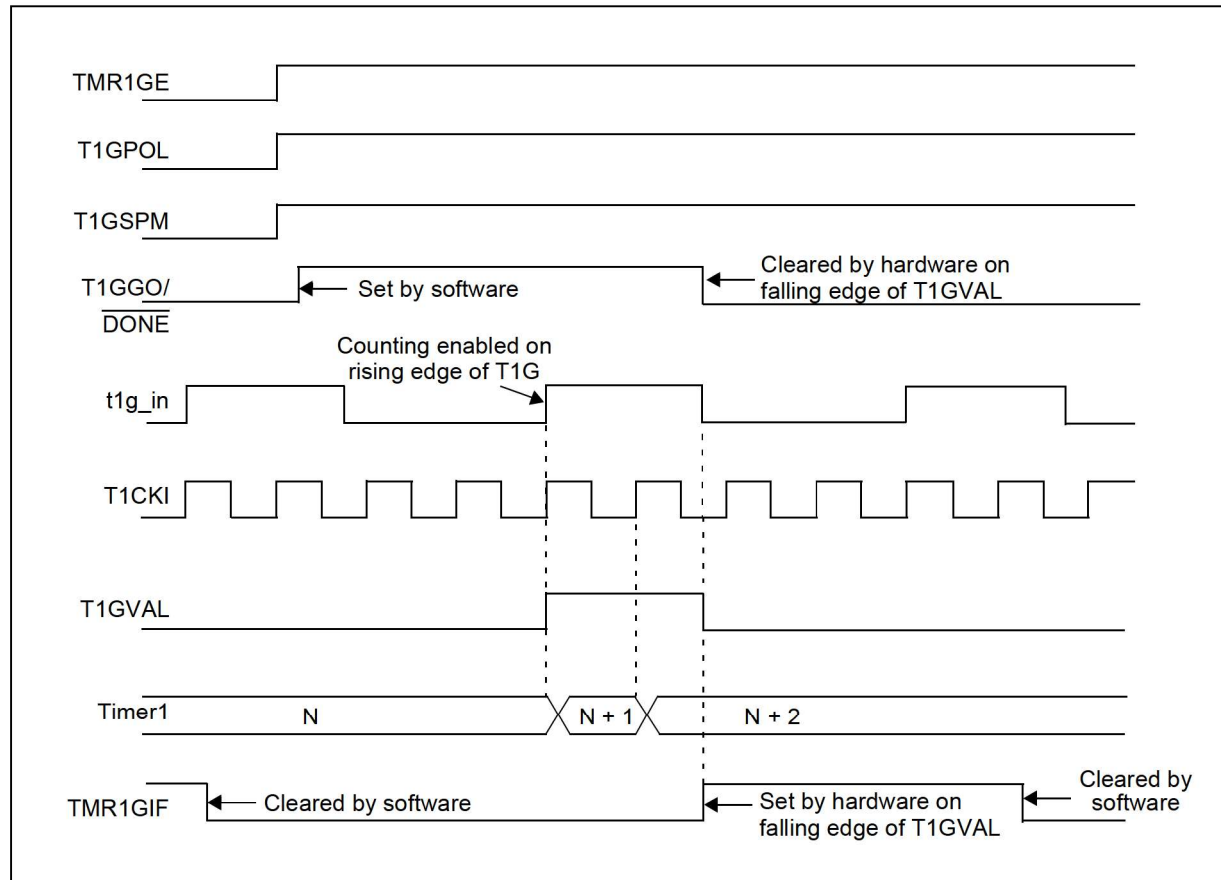 TMR1GE
T1GPOL
T1GSPM
T1GGO/
DONE
Set by software
Cleared by hardware on
falling edge of T1GVAL
Counting enabled on
rising edge of T1G
t1g_in
T1CKI
T1GVAL
Timer1
N
N + 1
N + 2
TMR1GIF
Cleared by software
Set by hardware on
falling edge of T1GVAL
Cleared by
software